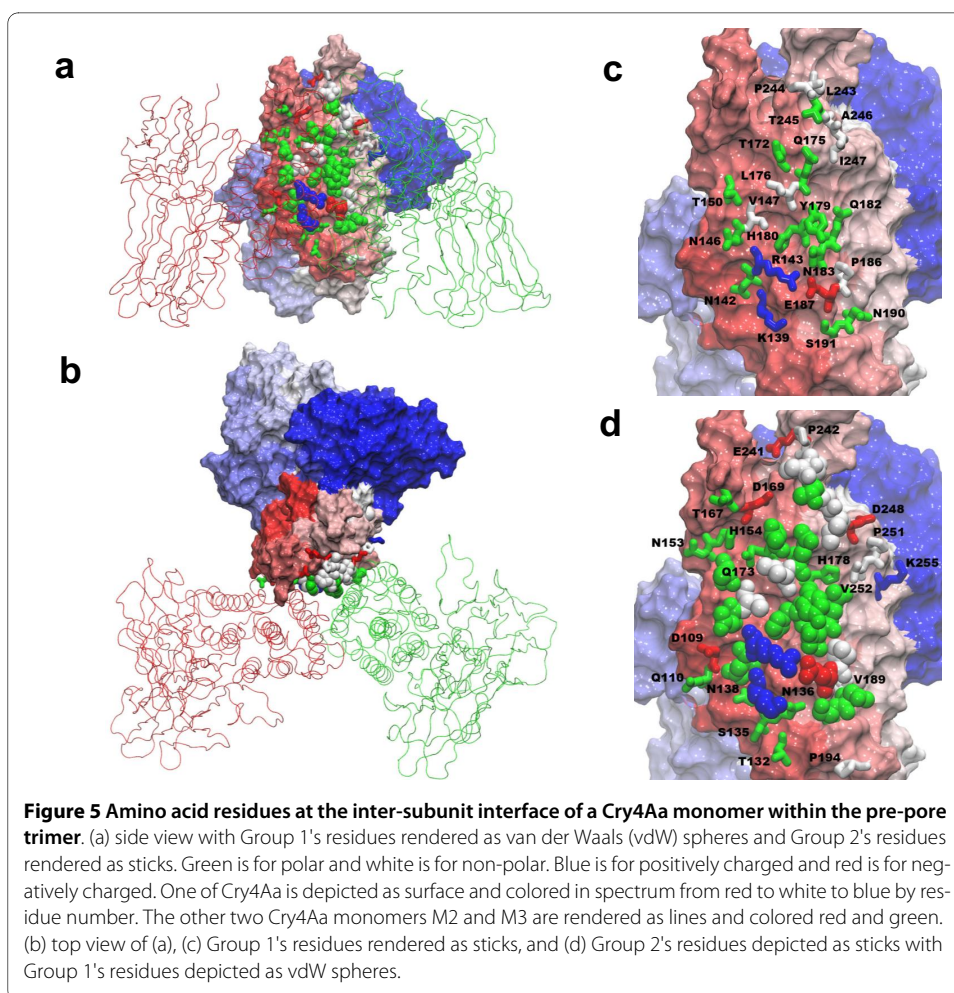 a
b
c
P244
L243
T245
A246
Q175
T172
I247
L176
V147
Y179
Q182
T150
N146
H180
R143
P186
N183
N142
E187
N190
K139
S191
d
P242
E241
D169
T167
D248
H154
P251
N153
K255
Q173
H178
V252
D109
Q110
N138
N136
V189
S135
T132
P194
Figure 5 Amino acid residues at the inter-subunit interface of a Cry4Aa monomer within the pre-pore
trimer. (a) side view with Group 1's residues rendered as van der Waals (vdW) spheres and Group 2's residues
rendered as sticks. Green is for polar and white is for non-polar. Blue is for positively charged and red is for neg-
atively charged. One of Cry4Aa is depicted as surface and colored in spectrum from red to white to blue by res-
idue number. The other two Cry4Aa monomers M2 and M3 are rendered as lines and colored red and green.
(b) top view of (a), (c) Group 1's residues rendered as sticks, and (d) Group 2's residues depicted as sticks with
Group 1's residues depicted as vdW spheres.